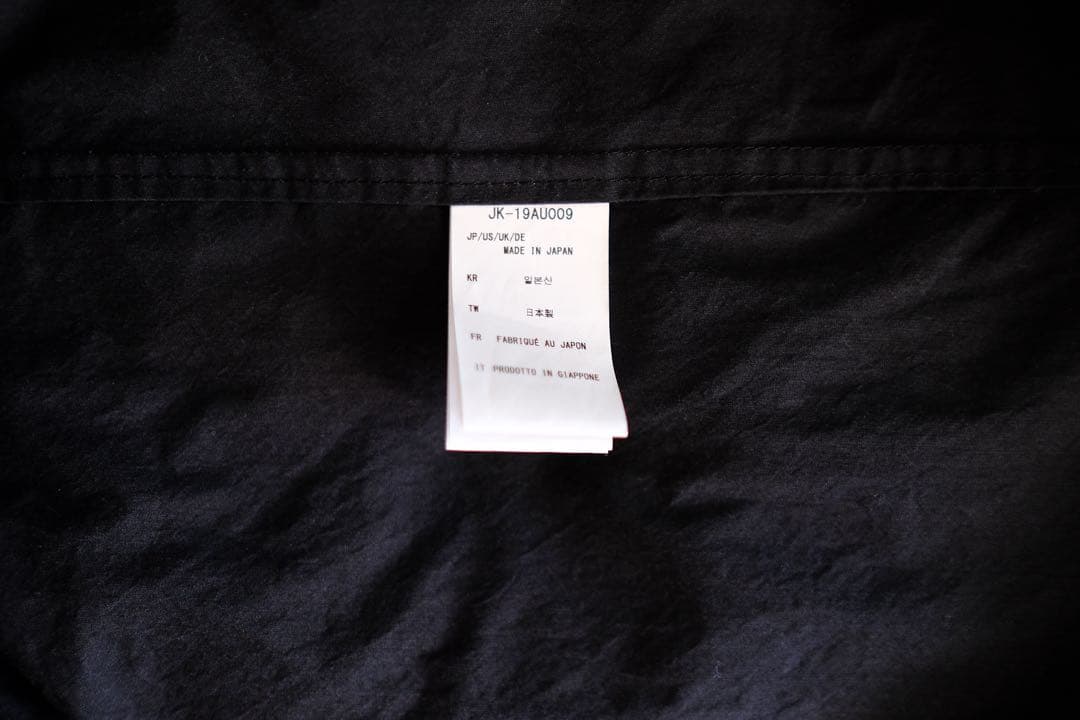 JK-19AU009
JP/US/UK/DE
MADE IN JAPAN
KR 일본산
TW 日本製
FR FABRIQUÉ AU JAPON
IT PRODOTTO IN GIAPPONE